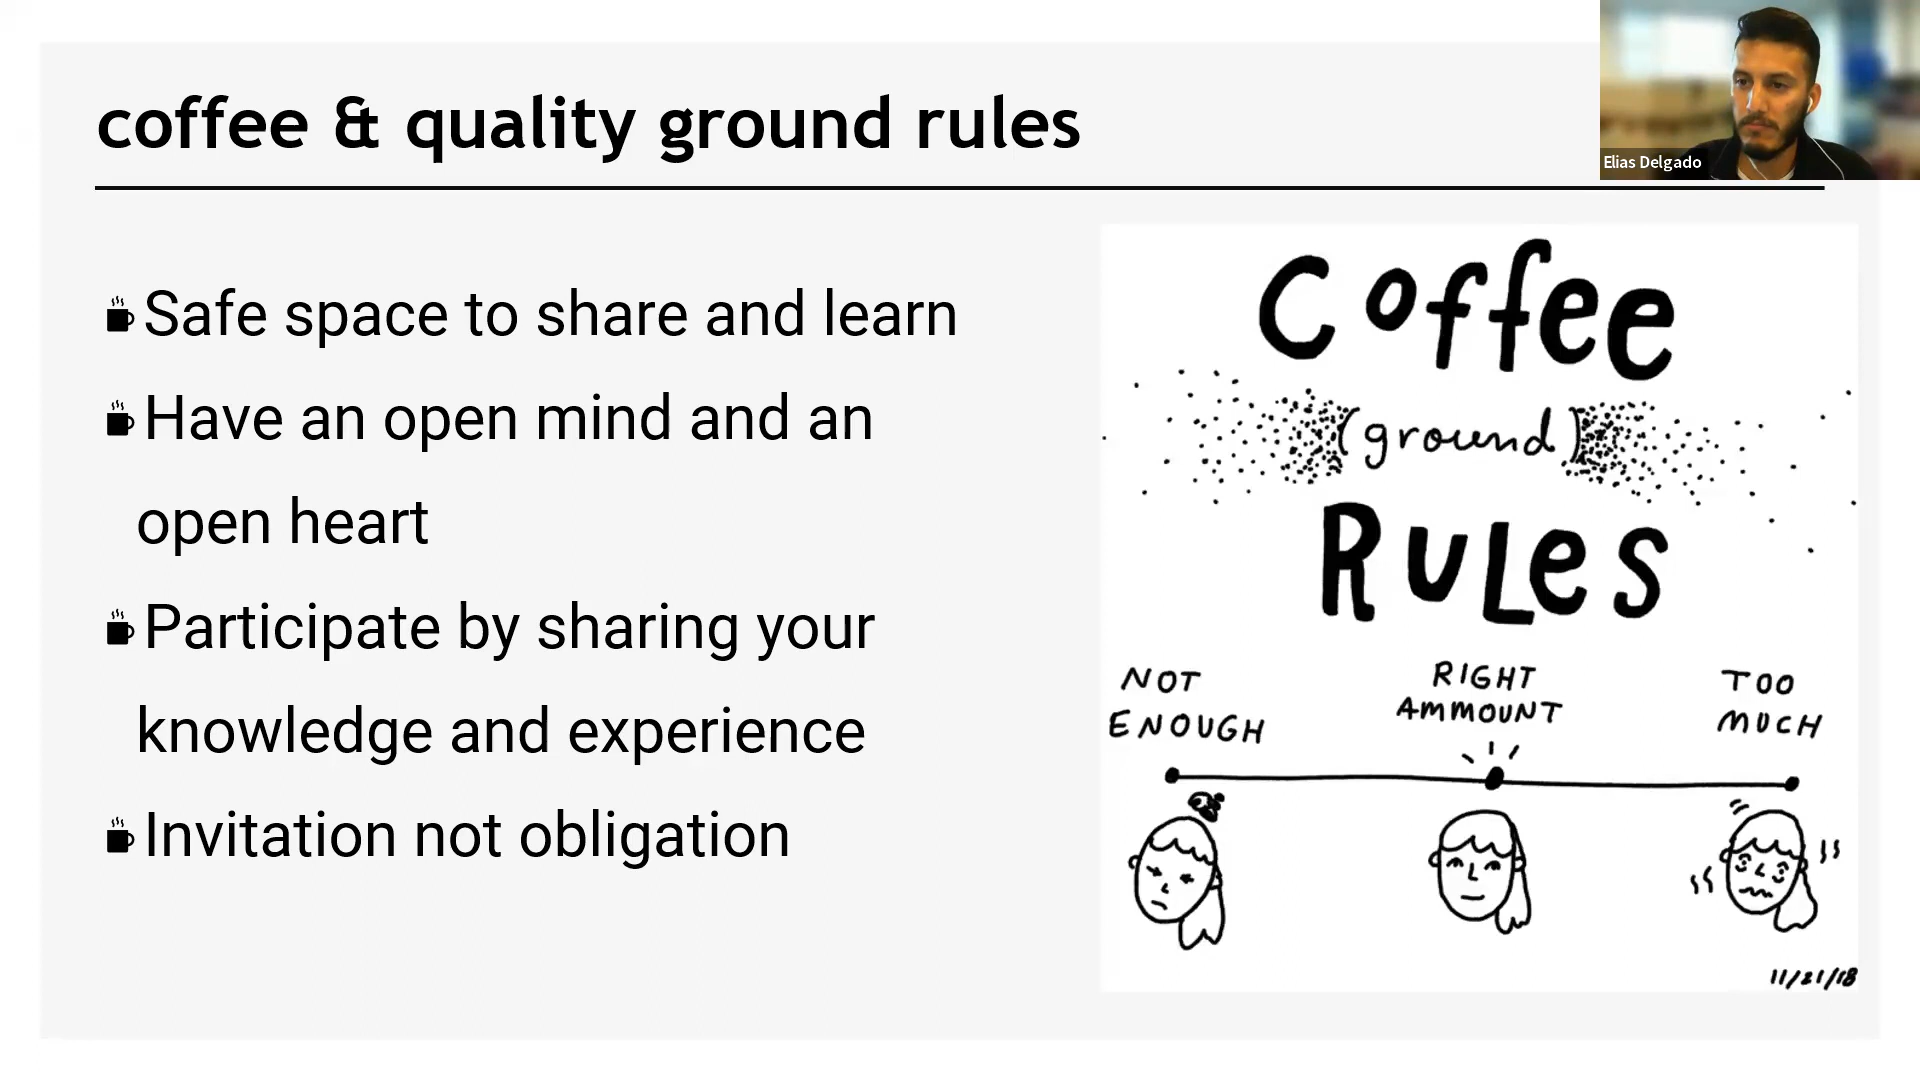 coffee & quality ground rules
Elias Delgado
Safe space to share and learn
Have an open mind and an
open heart
Participate by sharing your
knowledge and experience
Invitation not obligation
Coffee
(ground)
RULeS
NOT
ENOUGH
RIGHT
AMMOUNT
TOO
MUCH
11/21/18